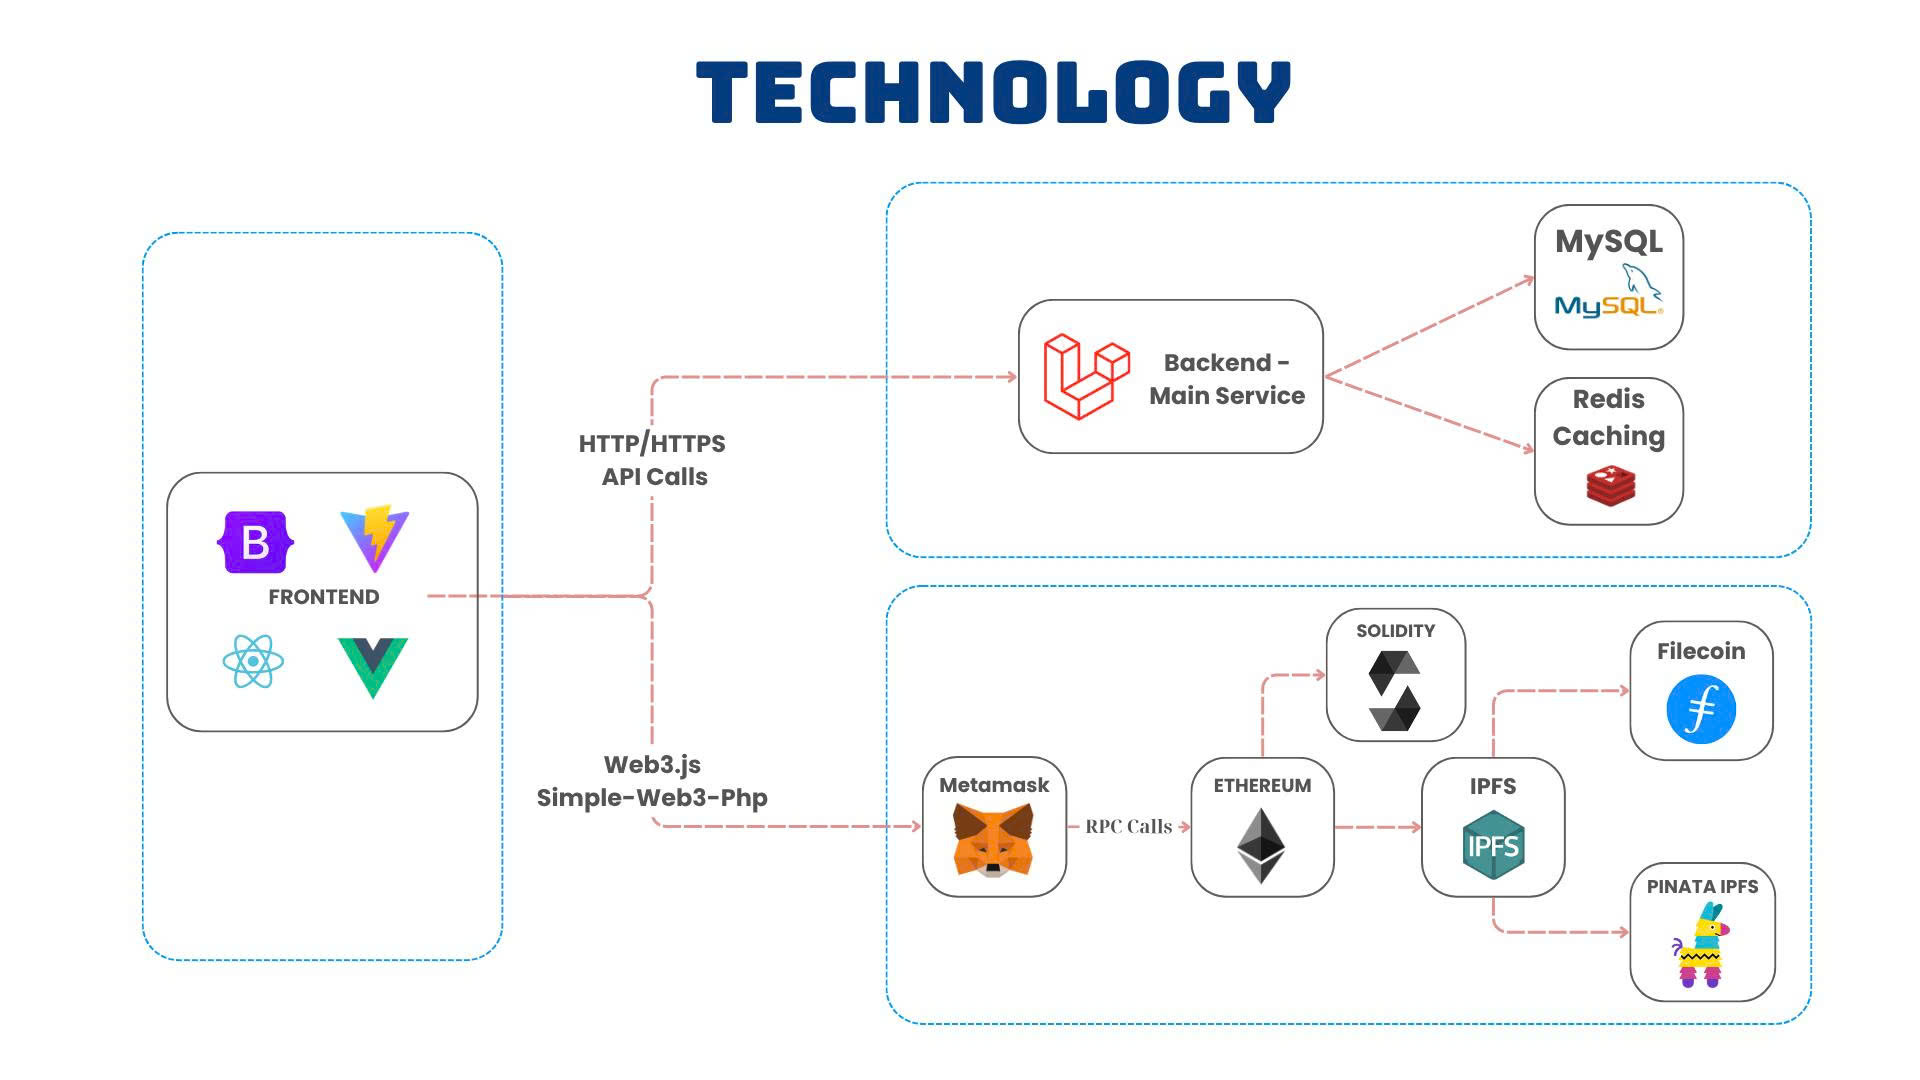 TECHNOLOGY
B
FRONTEND
HTTP/HTTPS
API Calls
Web3.js
Simple-Web3-Php
Backend -
Main Service
MySQL
MySQL®
Redis
Caching
Metamask
RPC Calls
ETHEREUM
SOLIDITY
IPFS
IPFS
Filecoin
PINATA IPFS